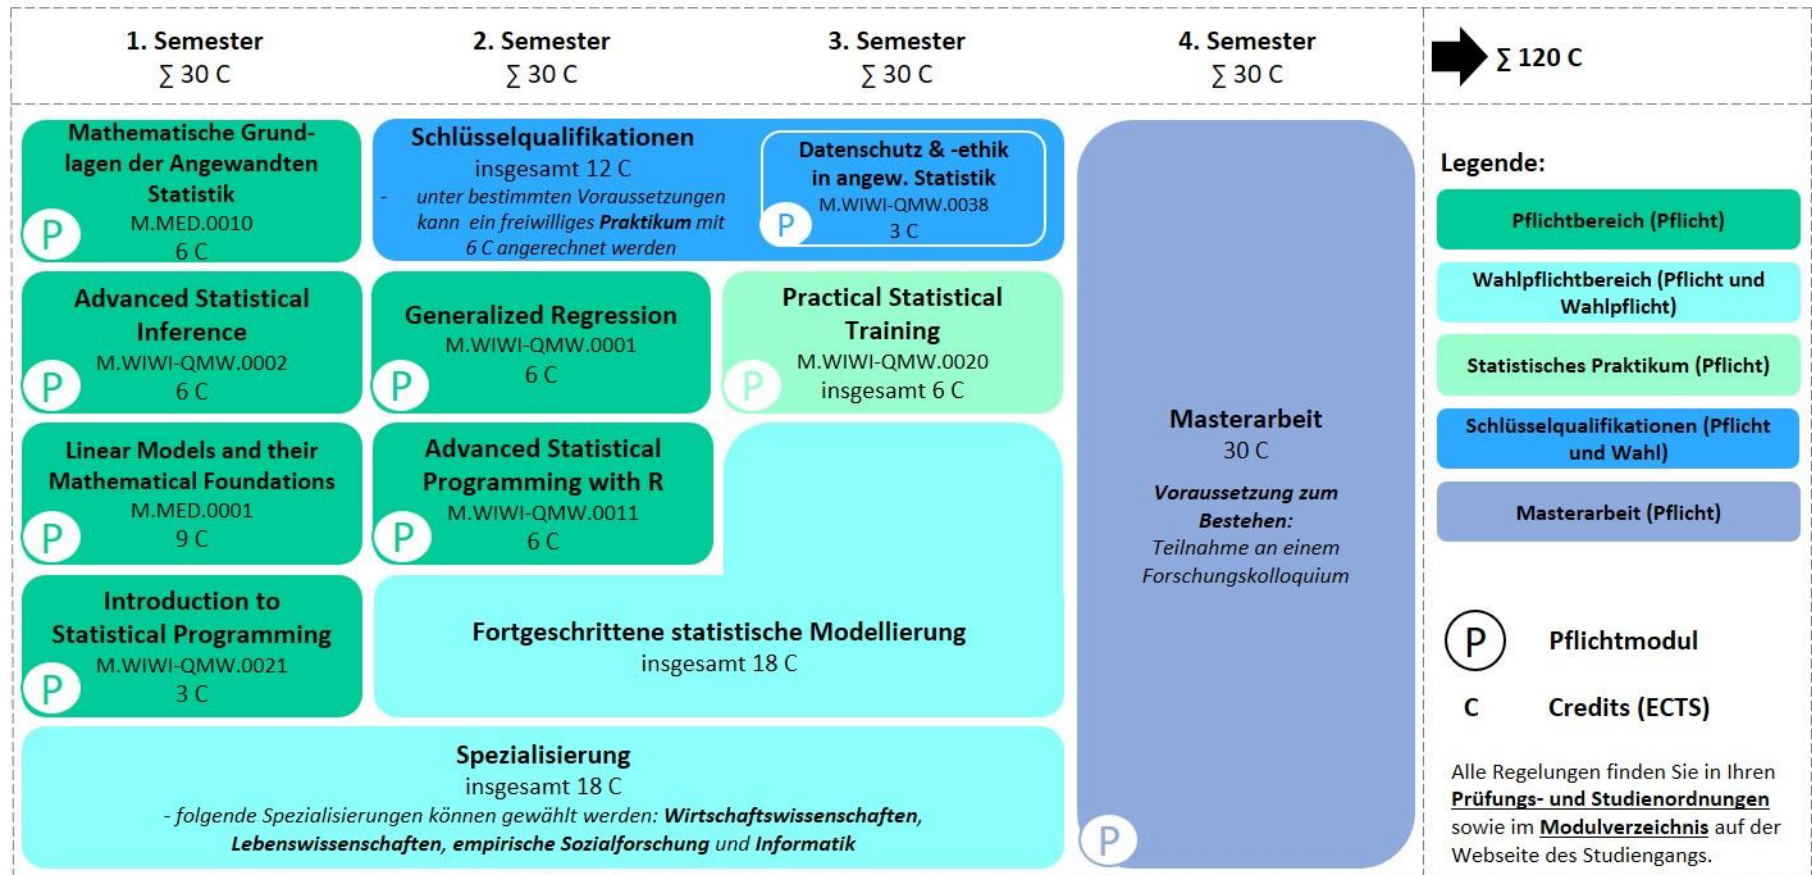 1. Semester
∑ 30 C
2. Semester
∑ 30 C
3. Semester
∑ 30 C
4. Semester
∑ 30 C
∑ 120 C
Mathematische Grund-
lagen der Angewandten
Statistik
M.MED.0010
6 C
P
Schlüsselqualifikationen
insgesamt 12 C
- unter bestimmten Voraussetzungen
kann ein freiwilliges Praktikum mit
6 C angerechnet werden
Datenschutz & -ethik
in angew. Statistik
M.WIWI-QMW.0038
3 C
P
Advanced Statistical
Inference
M.WIWI-QMW.0002
6 C
P
Generalized Regression
M.WIWI-QMW.0001
6 C
P
Practical Statistical
Training
M.WIWI-QMW.0020
insgesamt 6 C
P
Linear Models and their
Mathematical Foundations
M.MED.0001
9 C
P
Advanced Statistical
Programming with R
M.WIWI-QMW.0011
6 C
P
Introduction to
Statistical Programming
M.WIWI-QMW.0021
3 C
P
Fortgeschrittene statistische Modellierung
insgesamt 18 C
Spezialisierung
insgesamt 18 C
- folgende Spezialisierungen können gewählt werden: Wirtschaftswissenschaften,
Lebenswissenschaften, empirische Sozialforschung und Informatik
Masterarbeit
30 C
Voraussetzung zum
Bestehen:
Teilnahme an einem
Forschungskolloquium
P
Legende:
Pflichtbereich (Pflicht)
Wahlpflichtbereich (Pflicht und
Wahlpflicht)
Statistisches Praktikum (Pflicht)
Schlüsselqualifikationen (Pflicht
und Wahl)
Masterarbeit (Pflicht)
P Pflichtmodul
C Credits (ECTS)
Alle Regelungen finden Sie in Ihren
Prüfungs- und Studienordnungen
sowie im Modulverzeichnis auf der
Webseite des Studiengangs.